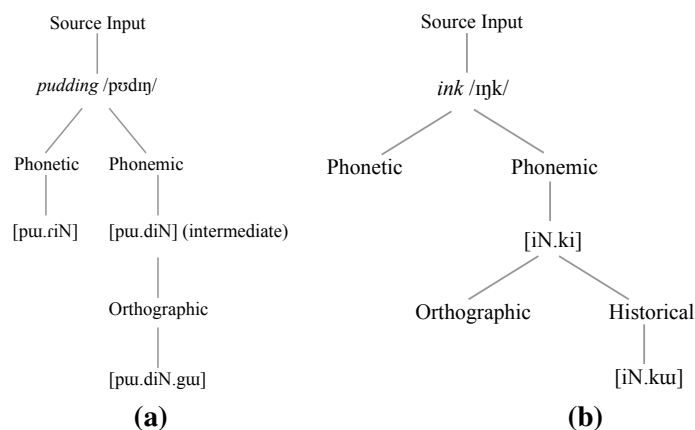 Source Input
pudding /pʊdɪŋ/
Phonetic Phonemic
[pɯ.ɾiN] [pɯ.diN] (intermediate)
Orthographic
[pɯ.diN.gɯ]
(a)
Source Input
ink /ɪŋk/
Phonetic Phonemic
[iN.ki]
Orthographic Historical
[iN.kɯ]
(b)